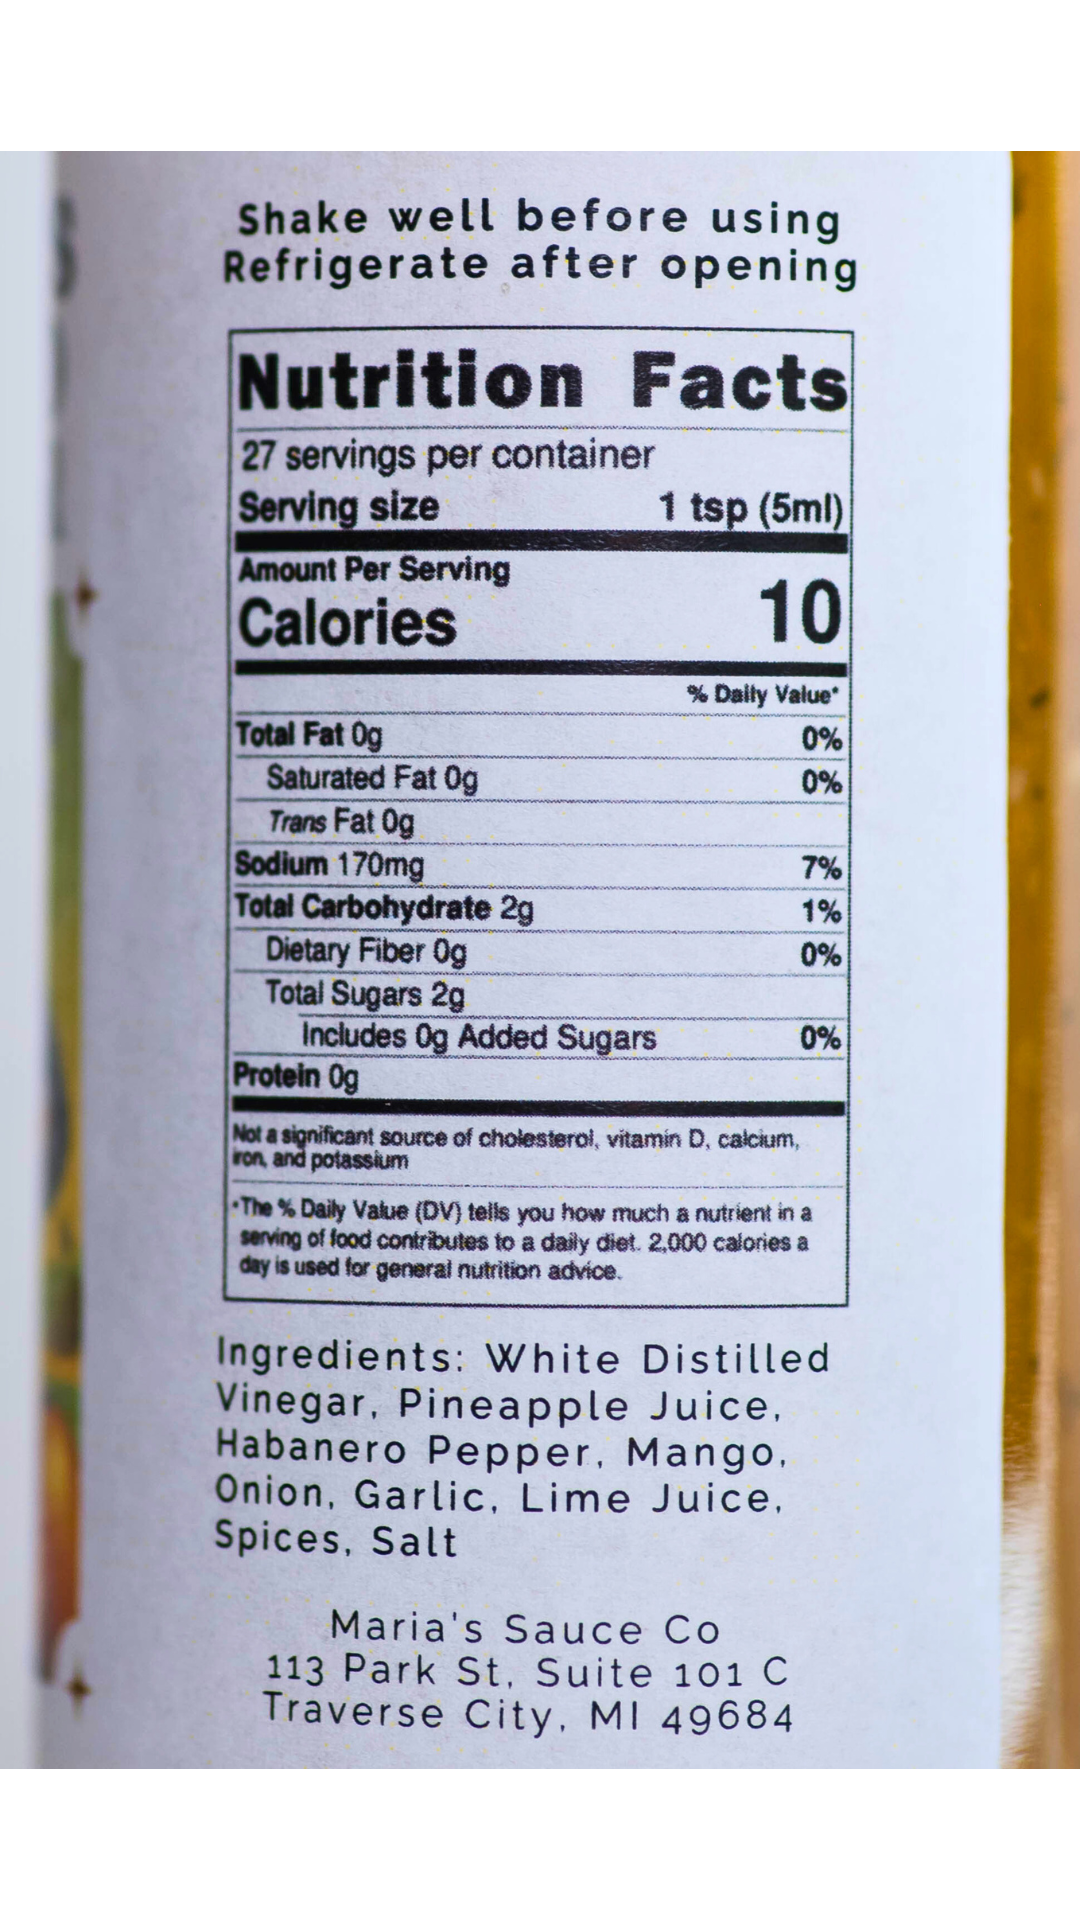 Shake well before using
Refrigerate after opening
Nutrition Facts
27 servings per container
Serving size 1 tsp (5ml)
Amount Per Serving
Calories 10
% Daily Value*
Total Fat 0g 0%
Saturated Fat 0g 0%
Trans Fat 0g
Sodium 170mg 7%
Total Carbohydrate 2g 1%
Dietary Fiber 0g 0%
Total Sugars 2g
Includes 0g Added Sugars 0%
Protein 0g
Not a significant source of cholesterol, vitamin D, calcium,
iron, and potassium
*The % Daily Value (DV) tells you how much a nutrient in a
serving of food contributes to a daily diet. 2,000 calories a
day is used for general nutrition advice.
Ingredients: White Distilled
Vinegar, Pineapple Juice,
Habanero Pepper, Mango,
Onion, Garlic, Lime Juice,
Spices, Salt
Maria's Sauce Co
113 Park St, Suite 101 C
Traverse City, MI 49684